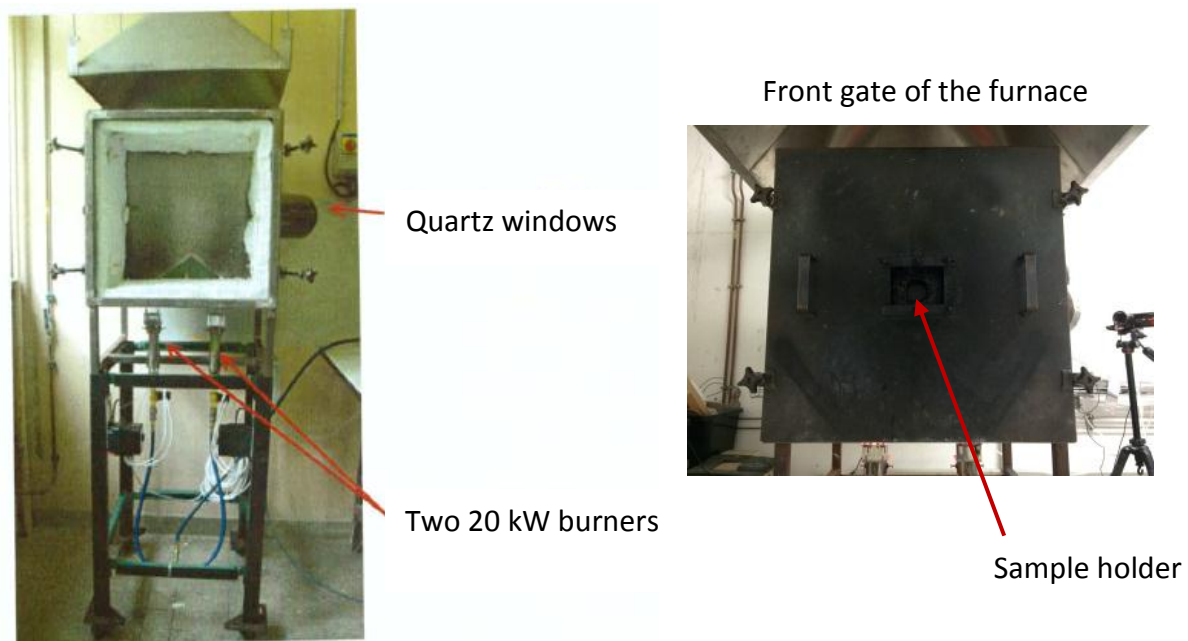 Front gate of the furnace
Quartz windows
Two 20 kW burners
Sample holder